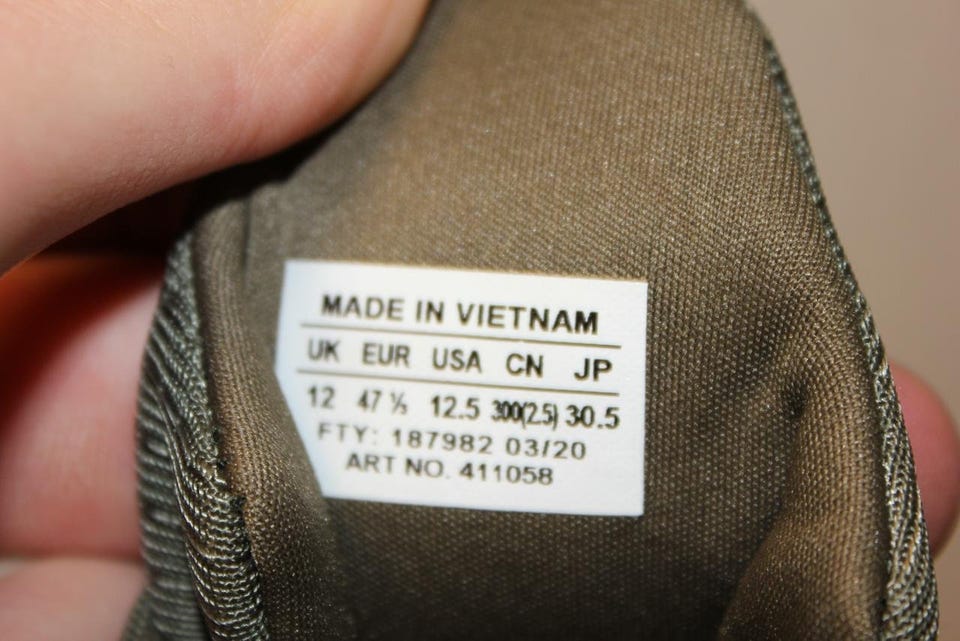 MADE IN VIETNAM
UK EUR USA CN JP
12 47 ⅓ 12.5 300(2.5) 30.5
FTY: 187982 03/20
ART NO. 411058